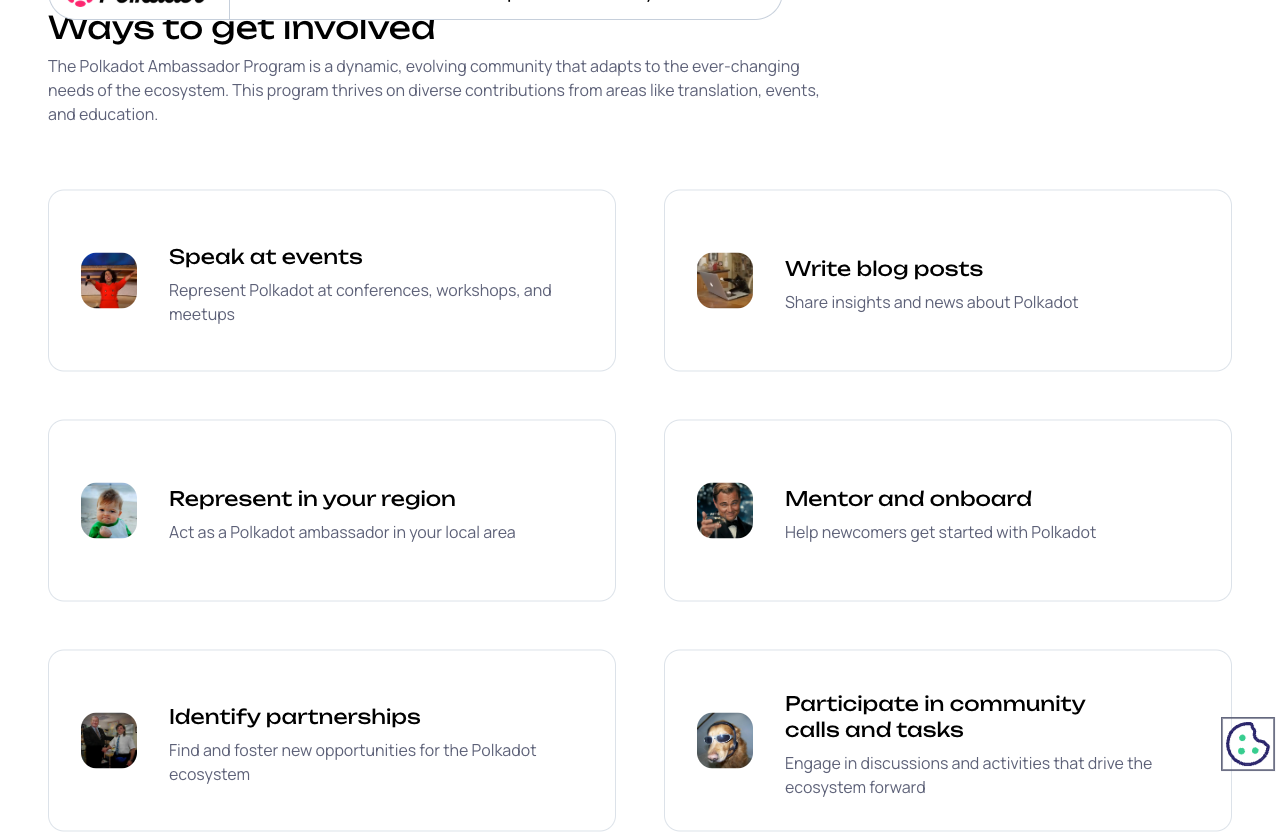 Ways to get involved
The Polkadot Ambassador Program is a dynamic, evolving community that adapts to the ever-changing
needs of the ecosystem. This program thrives on diverse contributions from areas like translation, events,
and education.
Speak at events
Represent Polkadot at conferences, workshops, and
meetups
Write blog posts
Share insights and news about Polkadot
Represent in your region
Act as a Polkadot ambassador in your local area
Mentor and onboard
Help newcomers get started with Polkadot
Identify partnerships
Find and foster new opportunities for the Polkadot
ecosystem
Participate in community
calls and tasks
Engage in discussions and activities that drive the
ecosystem forward